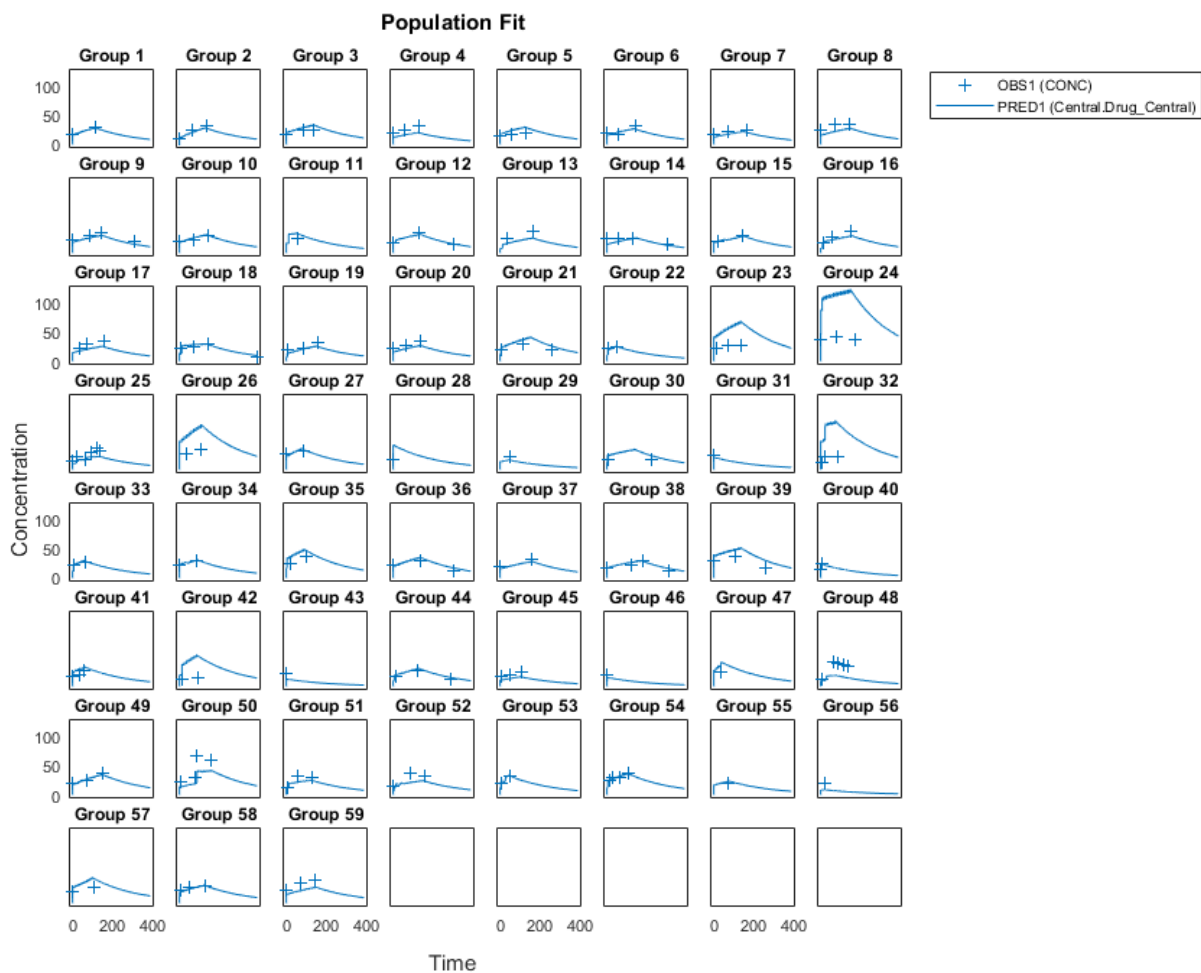 Population Fit
Group 1 Group 2 Group 3 Group 4 Group 5 Group 6 Group 7 Group 8
OBS1 (CONC)
PRED1 (Central.Drug_Central)
100
50
0
Group 9 Group 10 Group 11 Group 12 Group 13 Group 14 Group 15 Group 16
Group 17 Group 18 Group 19 Group 20 Group 21 Group 22 Group 23 Group 24
100
50
0
Group 25 Group 26 Group 27 Group 28 Group 29 Group 30 Group 31 Group 32
Concentration
Group 33 Group 34 Group 35 Group 36 Group 37 Group 38 Group 39 Group 40
100
50
0
Group 41 Group 42 Group 43 Group 44 Group 45 Group 46 Group 47 Group 48
Group 49 Group 50 Group 51 Group 52 Group 53 Group 54 Group 55 Group 56
100
50
0
Group 57 Group 58 Group 59
0 200 400 0 200 400 0 200 400 0 200 400
Time